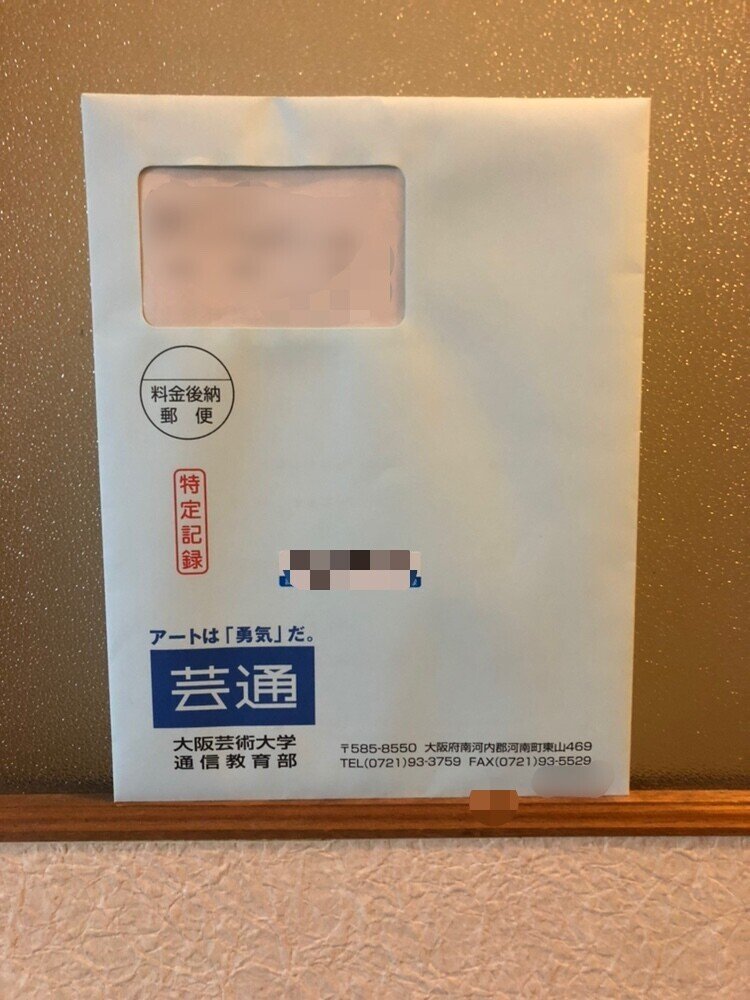 料金後納
郵便
特定記録
アートは「勇気」だ。
芸通
大阪芸術大学
通信教育部
〒585-8550 大阪府南河内郡河南町東山469
TEL(0721)93-3759 FAX(0721)93-5529